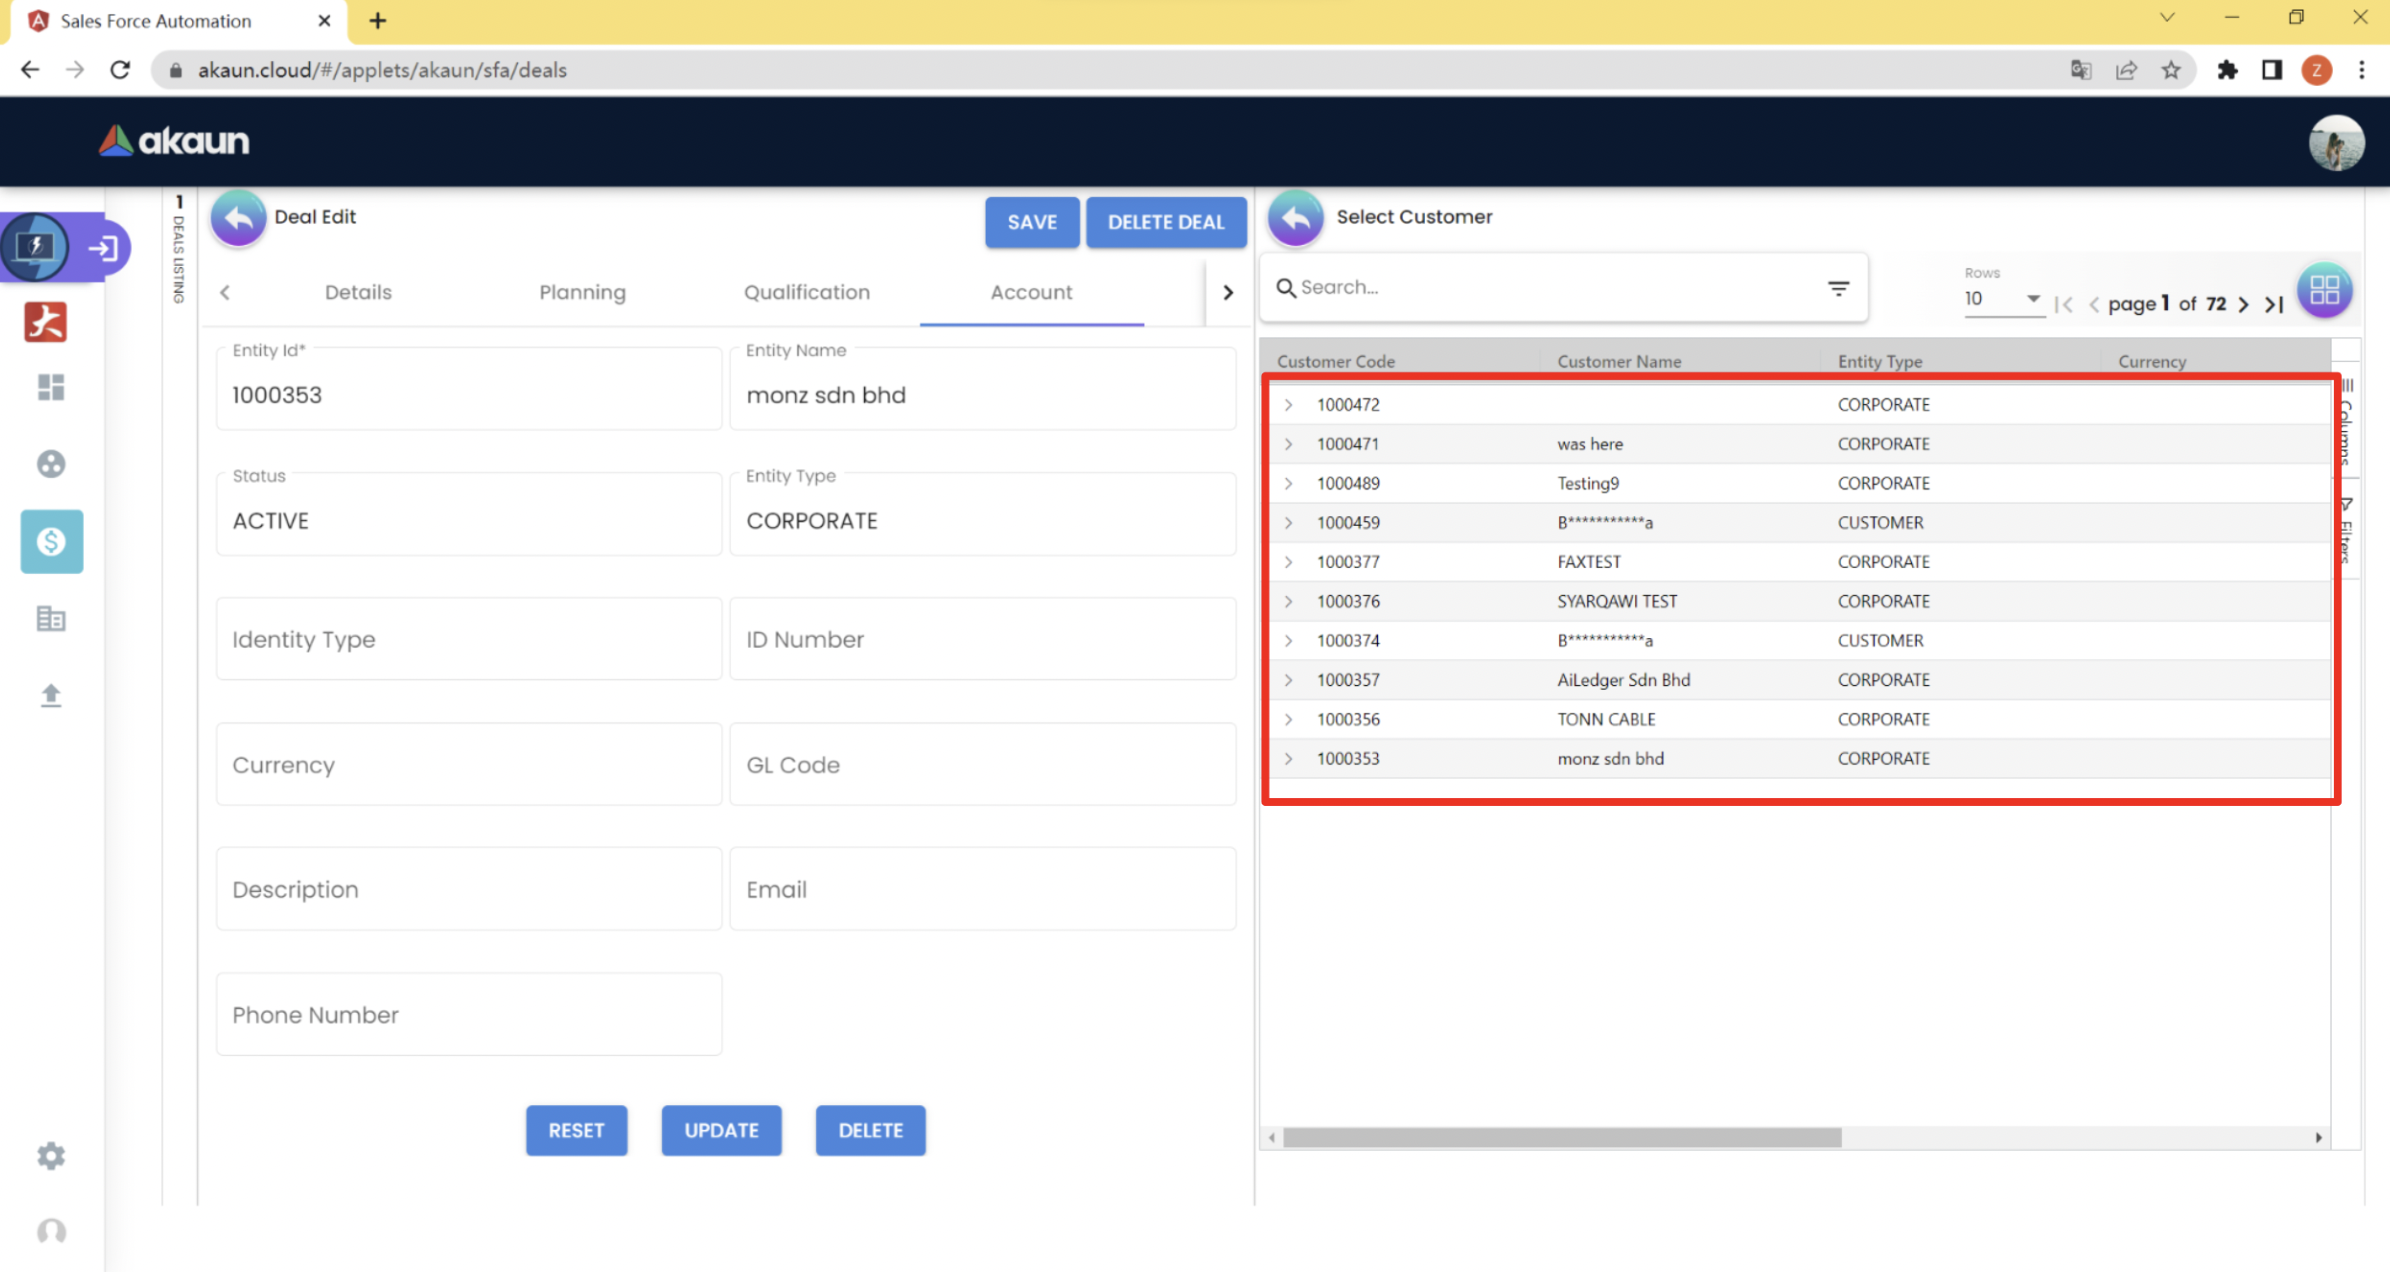 Sales Force Automation
akaun.cloud/#/applets/akaun/sfa/deals
Z
akaun
1 DEALS LISTING
Deal Edit
SAVE
DELETE DEAL
Details
Planning
Qualification
Account
Entity Id*
1000353
Entity Name
monz sdn bhd
Status
ACTIVE
Entity Type
CORPORATE
Identity Type
ID Number
Currency
GL Code
Description
Email
Phone Number
RESET
UPDATE
DELETE
Select Customer
Search...
Rows
10
page 1 of 72
Customer Code Customer Name Entity Type Currency
1000472 CORPORATE
1000471 was here CORPORATE
1000489 Testing9 CORPORATE
1000459 B***********a CUSTOMER
1000377 FAXTEST CORPORATE
1000376 SYARQAWI TEST CORPORATE
1000374 B***********a CUSTOMER
1000357 AiLedger Sdn Bhd CORPORATE
1000356 TONN CABLE CORPORATE
1000353 monz sdn bhd CORPORATE
Columns
Filters